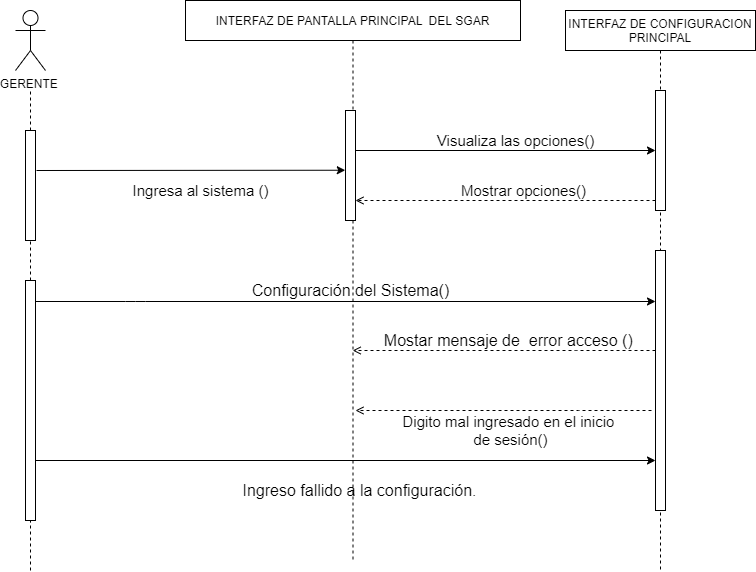 INTERFAZ DE PANTALLA PRINCIPAL DEL SGAR
INTERFAZ DE CONFIGURACION
PRINCIPAL
GERENTE
Visualiza las opciones()
Ingresa al sistema ()
Mostrar opciones()
Configuración del Sistema()
Mostar mensaje de error acceso ()
Digito mal ingresado en el inicio
de sesión()
Ingreso fallido a la configuración.